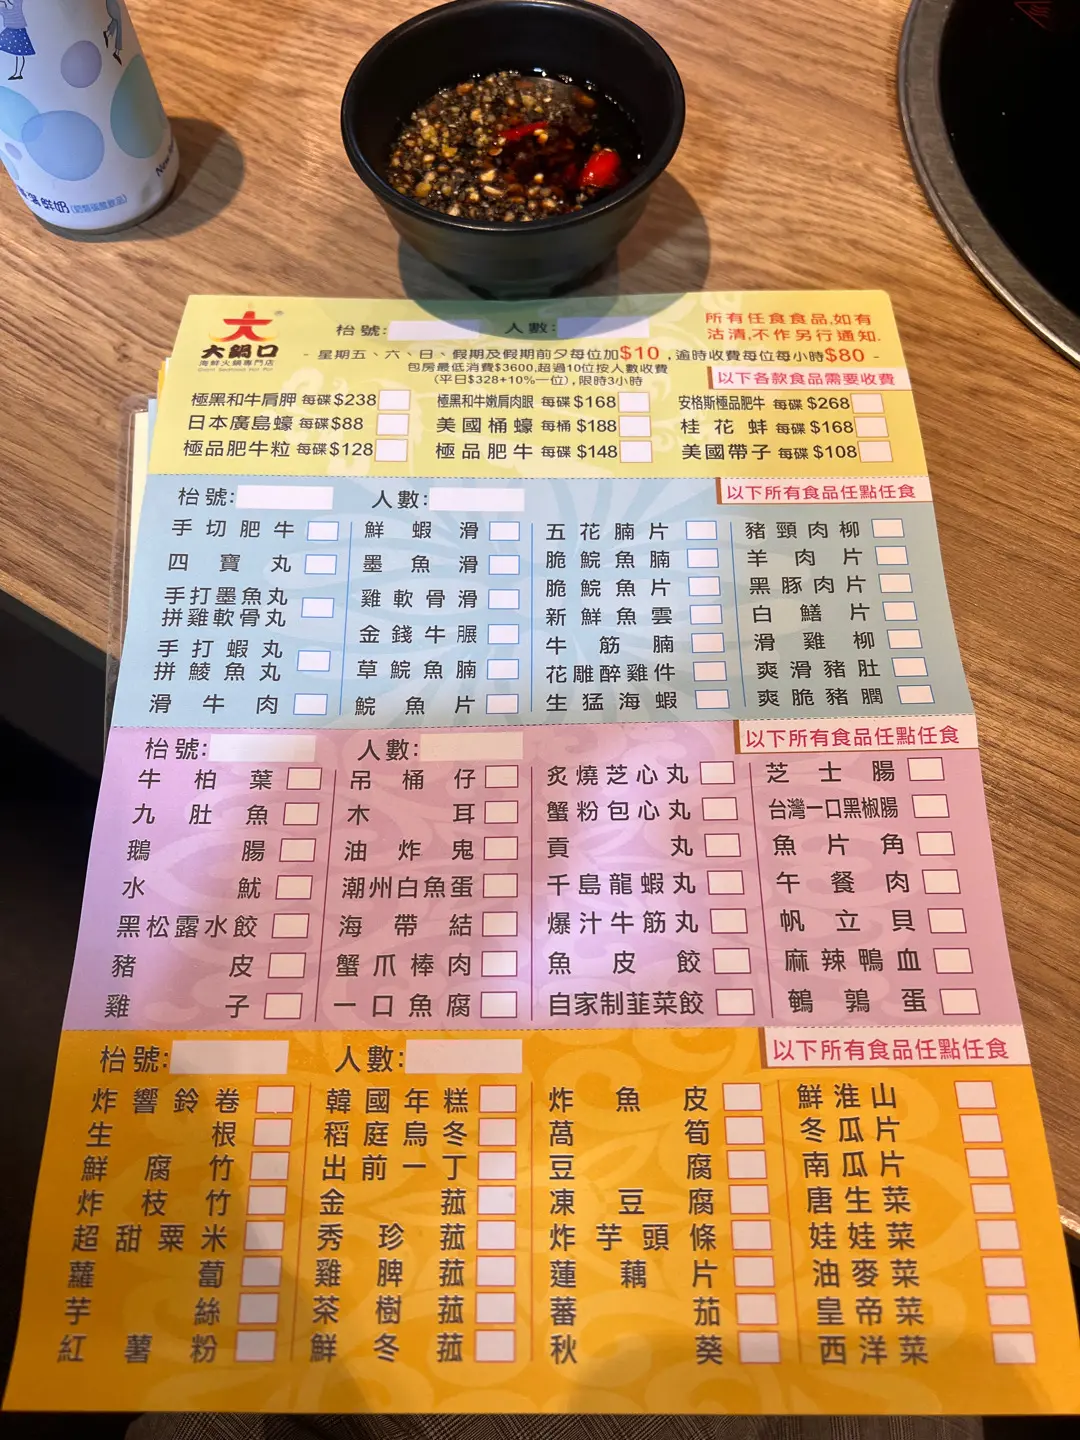 鮮奶
大鍋口
海鮮火鍋專門店
枱號: 人數:
所有任食食品,如有
沽清,不作另行通知.
- 星期五、六、日、假期及假期前夕每位加$10,逾時收費每位每小時$80 -
包房最低消費$3600,超過10位按人數收費
(平日$328+10%一位),限時3小時
以下各款食品需要收費
極黑和牛肩胛 每碟$238 極黑和牛嫩肩肉眼 每碟$168 安格斯極品肥牛 每碟$268
日本廣島蠔 每碟$88 美國桶蠔 每桶$188 桂花蚌 每碟$168
極品肥牛粒 每碟$128 極品肥牛 每碟$148 美國帶子 每碟$108
枱號: 人數: 以下所有食品任點任食
手切肥牛
四寶丸
手打墨魚丸
拼雞軟骨丸
手打蝦丸
拼鯪魚丸
滑牛肉
鮮蝦滑
墨魚滑
雞軟骨滑
金錢牛𦟌
草鯇魚腩
鯇魚片
五花腩片
脆鯇魚腩
脆鯇魚片
新鮮魚雲
牛筋腩
花雕醉雞件
生猛海蝦
豬頸肉柳
羊肉片
黑豚肉片
白鱔片
滑雞柳
爽滑豬肚
爽脆豬膶
枱號: 人數: 以下所有食品任點任食
牛柏葉
九肚魚
鵝腸
水魷
黑松露水餃
豬皮
雞子
吊桶仔
木耳
油炸鬼
潮州白魚蛋
海帶結
蟹爪棒肉
一口魚腐
炙燒芝心丸
蟹粉包心丸
貢丸
千島龍蝦丸
爆汁牛筋丸
魚皮餃
自家制韮菜餃
芝士腸
台灣一口黑椒腸
魚片角
午餐肉
帆立貝
麻辣鴨血
鵪鶉蛋
枱號: 人數: 以下所有食品任點任食
炸響鈴卷
生根
鮮腐竹
炸枝竹
超甜粟米
蘿蔔
芋絲
紅薯粉
韓國年糕
稻庭烏冬
出前一丁
金菇
秀珍菇
雞脾菇
茶樹菇
鮮冬菇
炸魚皮
萵筍
豆腐
凍豆腐
炸芋頭條
蓮藕片
蕃茄
秋葵
鮮淮山
冬瓜片
南瓜片
唐生菜
娃娃菜
油麥菜
皇帝菜
西洋菜